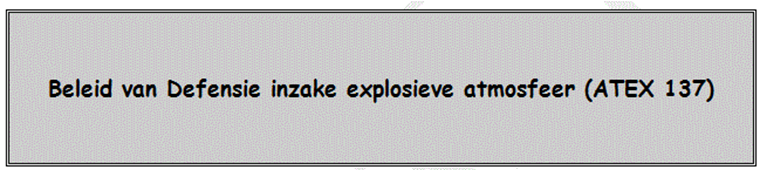 Beleid van Defensie inzake explosieve atmosfeer (ATEX 137)